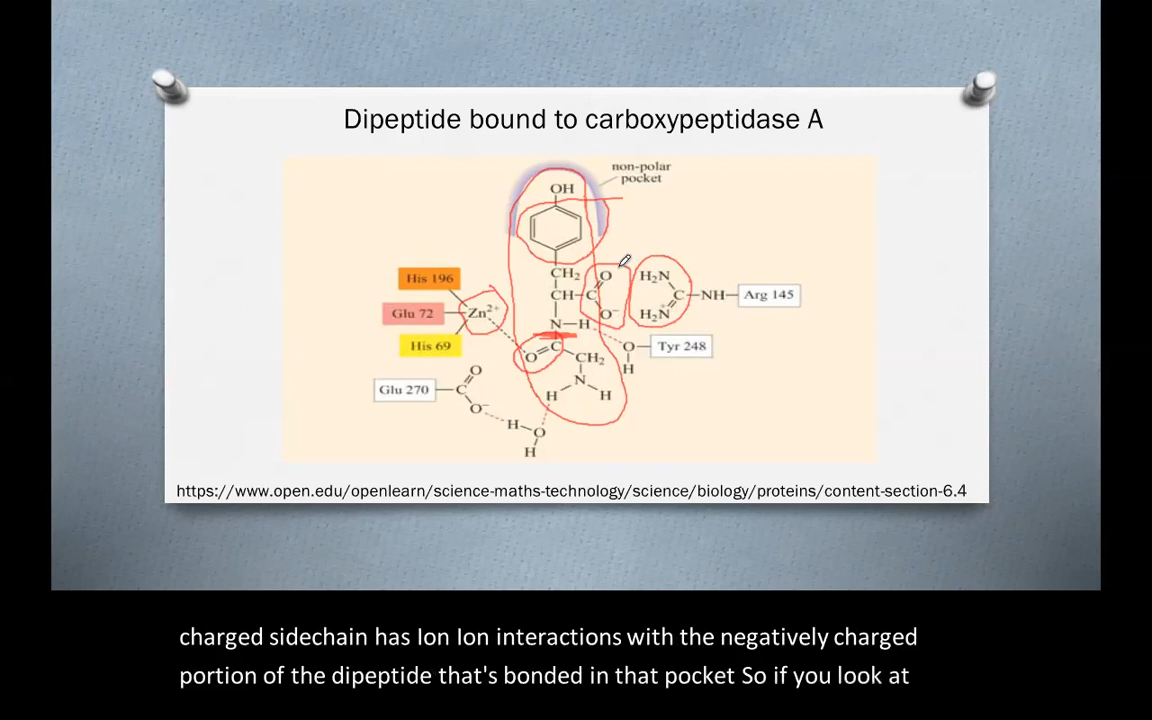 Dipeptide bound to carboxypeptidase A
non-polar
pocket
OH
CH₂
CH
C
O
O⁻
H₂N
H₂N⁺
C
NH
Arg 145
His 196
Glu 72
Zn²⁺
His 69
N
H
O
C
CH₂
O
H
Tyr 248
N
H
H
Glu 270
C
O
O⁻
H
O
H
https://www.open.edu/openlearn/science-maths-technology/science/biology/proteins/content-section-6.4
charged sidechain has Ion Ion interactions with the negatively charged
portion of the dipeptide that's bonded in that pocket So if you look at